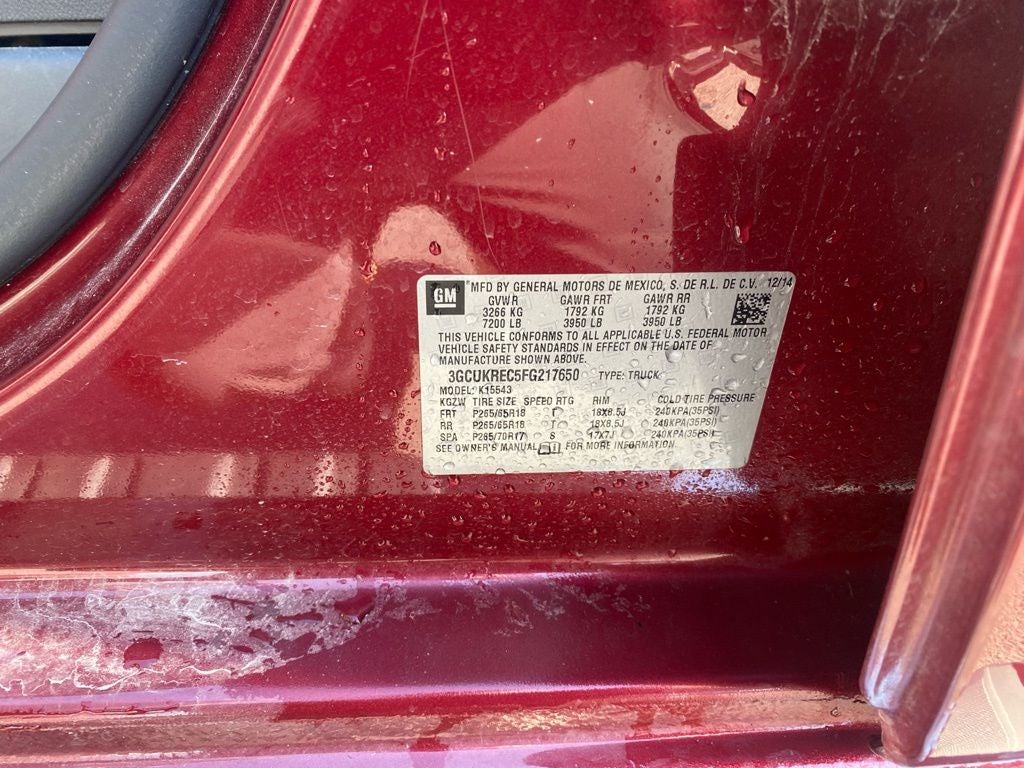 GM
MFD BY GENERAL MOTORS DE MEXICO, S. DE R.L. DE C.V. 12/14
GVWR GAWR FRT GAWR RR
3266 KG 1792 KG 1792 KG
7200 LB 3950 LB 3950 LB
THIS VEHICLE CONFORMS TO ALL APPLICABLE U.S. FEDERAL MOTOR
VEHICLE SAFETY STANDARDS IN EFFECT ON THE DATE OF
MANUFACTURE SHOWN ABOVE.
3GCUKREC5FG217650 TYPE: TRUCK
MODEL: K15543
KGZW TIRE SIZE SPEED RTG RIM COLD TIRE PRESSURE
FRT P265/65R18 T 18X8.5J 240KPA(35PSI)
RR P265/65R18 T 18X8.5J 240KPA(35PSI)
SPA P265/70R17 S 17X7J 240KPA(35PSI)
SEE OWNER'S MANUAL FOR MORE INFORMATION